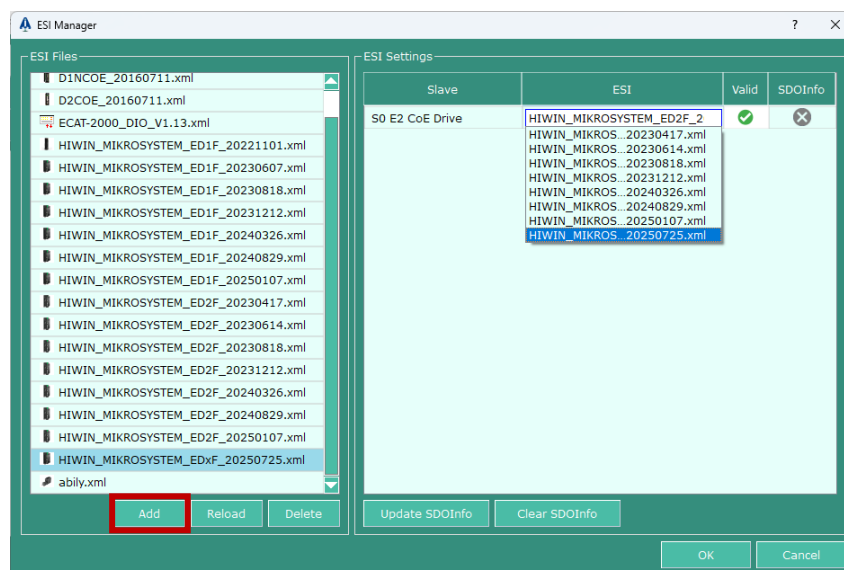 ESI Manager
ESI Files
D1NCOE_20160711.xml
D2COE_20160711.xml
ECAT-2000_DIO_V1.13.xml
HIWIN_MIKROSYSTEM_ED1F_20221101.xml
HIWIN_MIKROSYSTEM_ED1F_20230607.xml
HIWIN_MIKROSYSTEM_ED1F_20230818.xml
HIWIN_MIKROSYSTEM_ED1F_20231212.xml
HIWIN_MIKROSYSTEM_ED1F_20240326.xml
HIWIN_MIKROSYSTEM_ED1F_20240829.xml
HIWIN_MIKROSYSTEM_ED1F_20250107.xml
HIWIN_MIKROSYSTEM_ED2F_20230417.xml
HIWIN_MIKROSYSTEM_ED2F_20230614.xml
HIWIN_MIKROSYSTEM_ED2F_20230818.xml
HIWIN_MIKROSYSTEM_ED2F_20231212.xml
HIWIN_MIKROSYSTEM_ED2F_20240326.xml
HIWIN_MIKROSYSTEM_ED2F_20240829.xml
HIWIN_MIKROSYSTEM_ED2F_20250107.xml
HIWIN_MIKROSYSTEM_EDxF_20250725.xml
abily.xml
Add Reload Delete
ESI Settings
Slave ESI Valid SDOInfo
S0 E2 CoE Drive HIWIN_MIKROSYSTEM_ED2F_2
HIWIN_MIKROS...20230417.xml
HIWIN_MIKROS...20230614.xml
HIWIN_MIKROS...20230818.xml
HIWIN_MIKROS...20231212.xml
HIWIN_MIKROS...20240326.xml
HIWIN_MIKROS...20240829.xml
HIWIN_MIKROS...20250107.xml
HIWIN_MIKROS...20250725.xml
Update SDOInfo Clear SDOInfo
OK Cancel